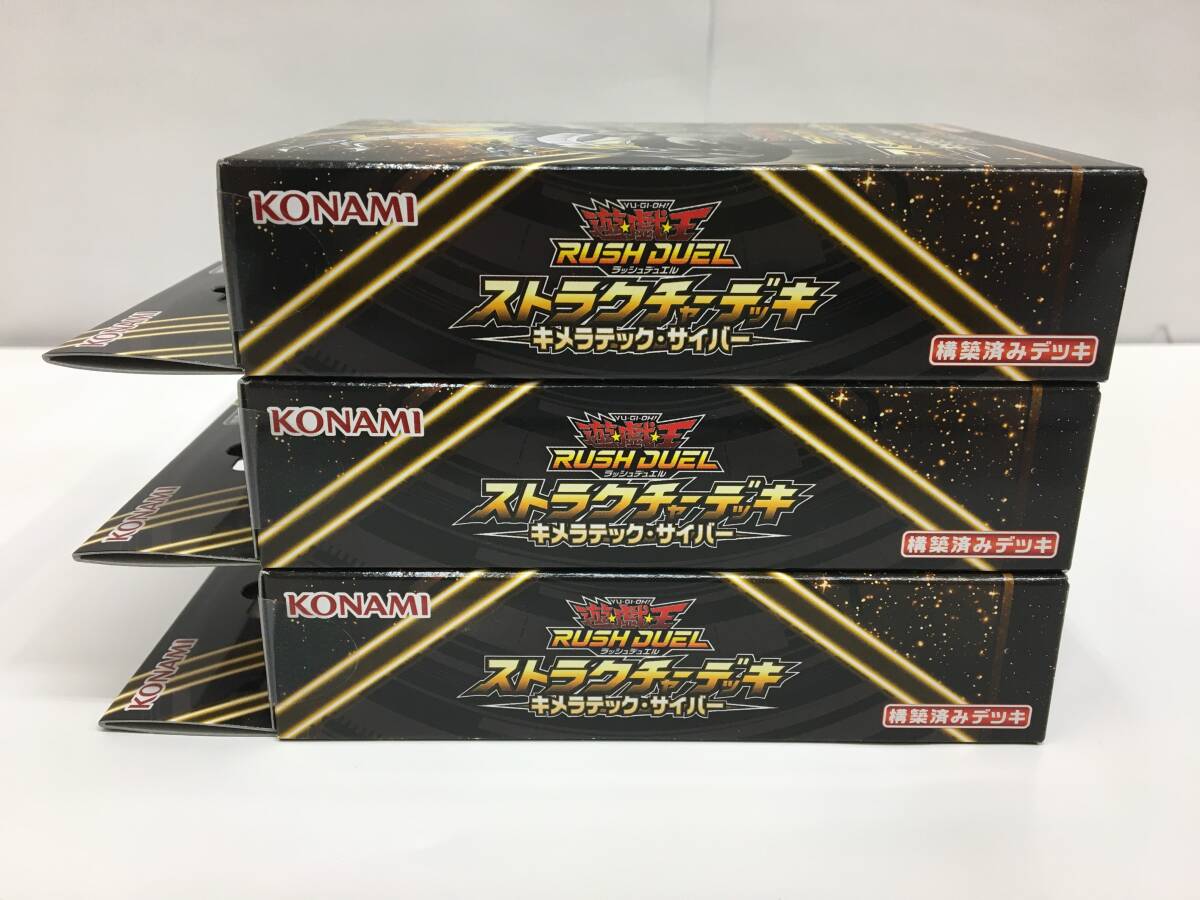 KONAMI
KONAMI
YU-GI-OH!
遊☆戯☆王
RUSH DUEL
ラッシュデュエル
ストラクチャーデッキ
キメラテック・サイバー
構築済みデッキ
KONAMI
KONAMI
YU-GI-OH!
遊☆戯☆王
RUSH DUEL
ラッシュデュエル
ストラクチャーデッキ
キメラテック・サイバー
構築済みデッキ
KONAMI
KONAMI
YU-GI-OH!
遊☆戯☆王
RUSH DUEL
ラッシュデュエル
ストラクチャーデッキ
キメラテック・サイバー
構築済みデッキ